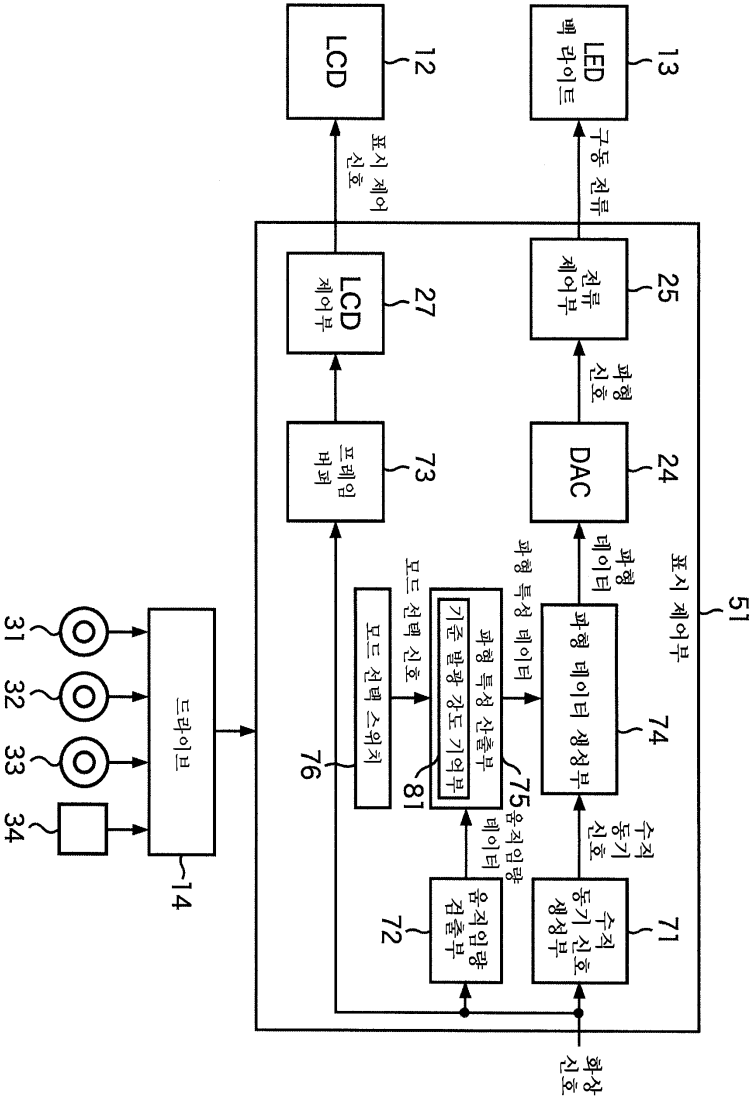 51
표시 제어부
화상
신호
71
수직
동기 신호
생성부
수직
동기
신호
74
파형 데이터 생성부
파형
데이터
24
DAC
파형
신호
25
전류
제어부
구동 전류
13
LED
백 라이트
72
움직임량
검출부
움직임량
데이터
75
파형 특성 산출부
기준 발광 강도 기억부
81
파형 특성 데이터
모드 선택 신호
모드 선택 스위치
76
73
프레임
버퍼
27
LCD
제어부
표시 제어
신호
12
LCD
드라이브
14
31
32
33
34